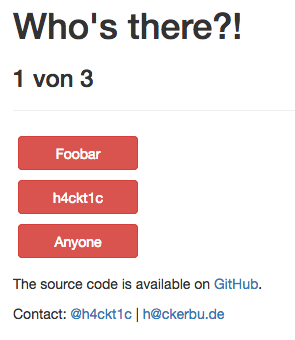 Who's there?!
1 von 3
Foobar
h4ckt1c
Anyone
The source code is available on GitHub.
Contact: @h4ckt1c | h@ckerbu.de